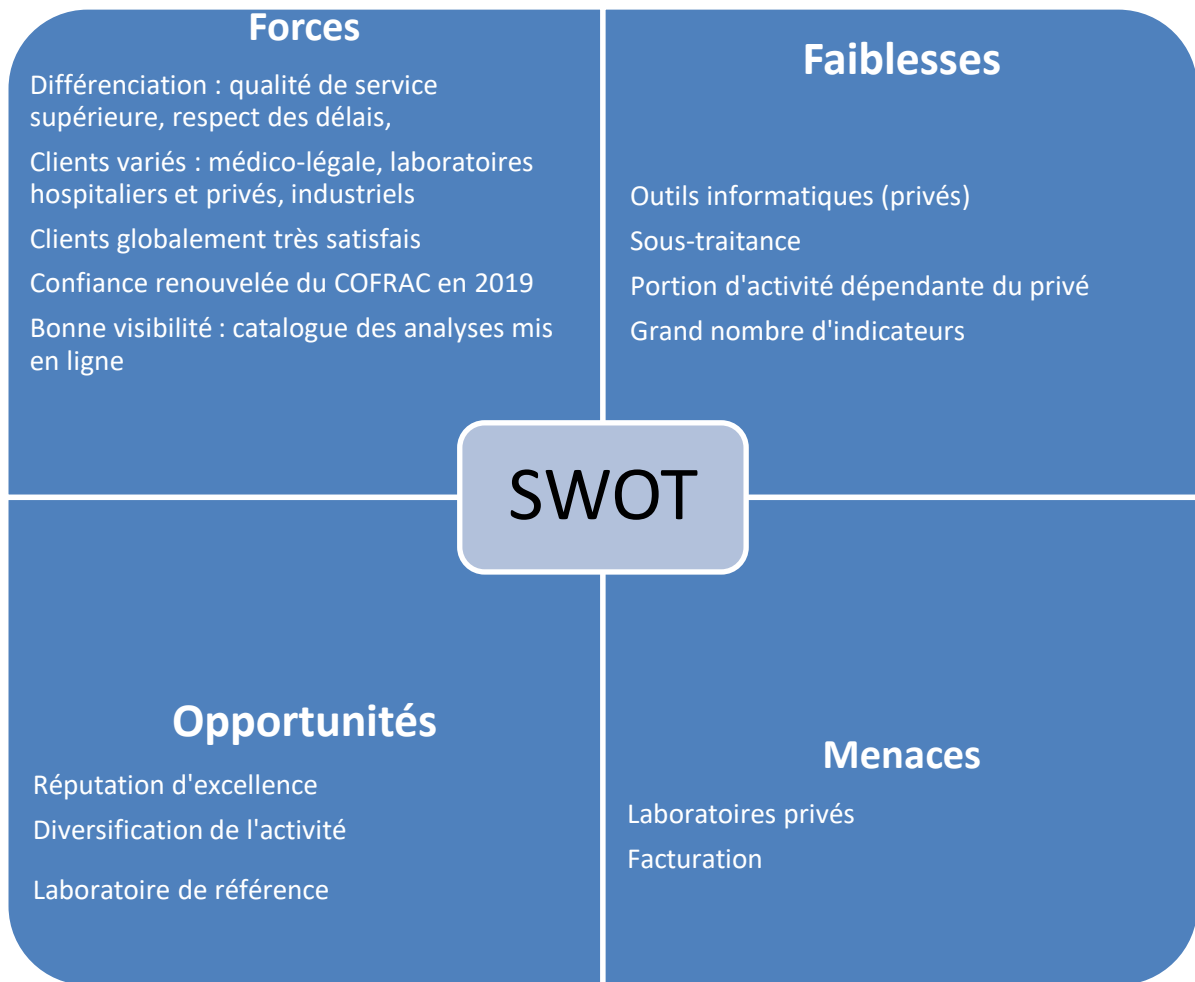 Forces
Différenciation : qualité de service
supérieure, respect des délais,
Clients variés : médico-légale, laboratoires
hospitaliers et privés, industriels
Clients globalement très satisfais
Confiance renouvelée du COFRAC en 2019
Bonne visibilité : catalogue des analyses mis
en ligne
Faiblesses
Outils informatiques (privés)
Sous-traitance
Portion d'activité dépendante du privé
Grand nombre d'indicateurs
SWOT
Opportunités
Réputation d'excellence
Diversification de l'activité
Laboratoire de référence
Menaces
Laboratoires privés
Facturation